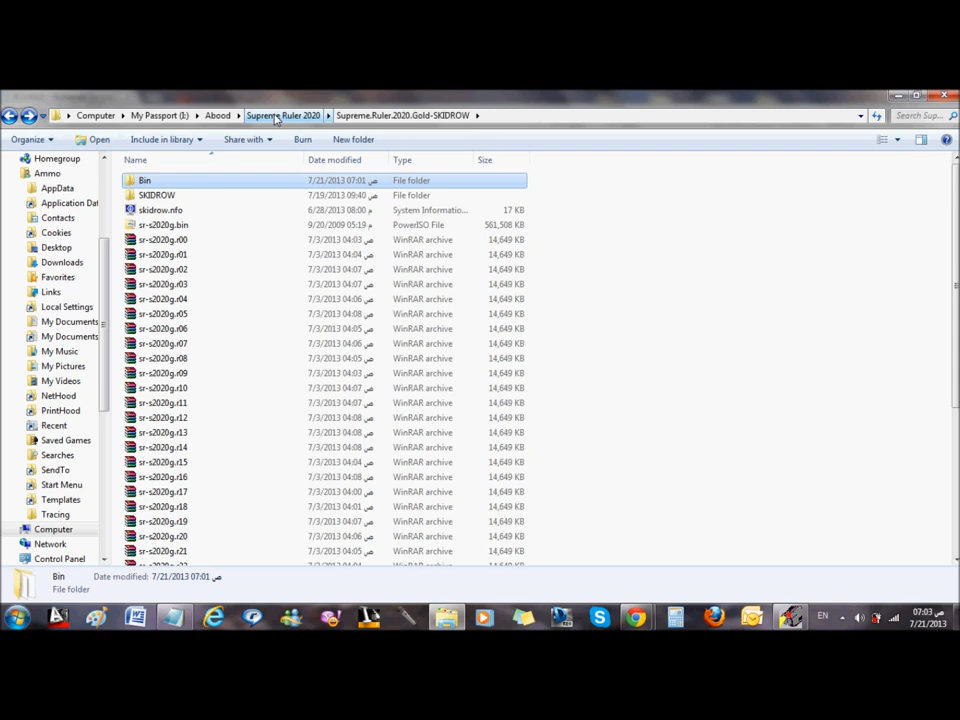 Computer My Passport (I:) Abood Supreme Ruler 2020 Supreme.Ruler.2020.Gold-SKIDROW Search Sup...
Organize Open Include in library Share with Burn New folder
Name Date modified Type Size
Homegroup
Ammo
AppData
Application Dat
Contacts
Cookies
Desktop
Downloads
Favorites
Links
Local Settings
My Documents
My Documents
My Music
My Pictures
My Videos
NetHood
PrintHood
Recent
Saved Games
Searches
SendTo
Start Menu
Templates
Tracing
Computer
Network
Control Panel
Bin 7/21/2013 07:01 ص File folder
SKIDROW 7/19/2013 09:40 ص File folder
skidrow.nfo 6/28/2013 08:00 م System Informatio... 17 KB
sr-s2020g.bin 9/20/2009 05:19 م PowerISO File 561,508 KB
sr-s2020g.r00 7/3/2013 04:03 ص WinRAR archive 14,649 KB
sr-s2020g.r01 7/3/2013 04:04 ص WinRAR archive 14,649 KB
sr-s2020g.r02 7/3/2013 04:07 ص WinRAR archive 14,649 KB
sr-s2020g.r03 7/3/2013 04:07 ص WinRAR archive 14,649 KB
sr-s2020g.r04 7/3/2013 04:08 ص WinRAR archive 14,649 KB
sr-s2020g.r05 7/3/2013 04:08 ص WinRAR archive 14,649 KB
sr-s2020g.r06 7/3/2013 04:05 ص WinRAR archive 14,649 KB
sr-s2020g.r07 7/3/2013 04:06 ص WinRAR archive 14,649 KB
sr-s2020g.r08 7/3/2013 04:05 ص WinRAR archive 14,649 KB
sr-s2020g.r09 7/3/2013 04:03 ص WinRAR archive 14,649 KB
sr-s2020g.r10 7/3/2013 04:07 ص WinRAR archive 14,649 KB
sr-s2020g.r11 7/3/2013 04:07 ص WinRAR archive 14,649 KB
sr-s2020g.r12 7/3/2013 04:08 ص WinRAR archive 14,649 KB
sr-s2020g.r13 7/3/2013 04:08 ص WinRAR archive 14,649 KB
sr-s2020g.r14 7/3/2013 04:08 ص WinRAR archive 14,649 KB
sr-s2020g.r15 7/3/2013 04:04 ص WinRAR archive 14,649 KB
sr-s2020g.r16 7/3/2013 04:08 ص WinRAR archive 14,649 KB
sr-s2020g.r17 7/3/2013 04:00 ص WinRAR archive 14,649 KB
sr-s2020g.r18 7/3/2013 04:01 ص WinRAR archive 14,649 KB
sr-s2020g.r19 7/3/2013 04:05 ص WinRAR archive 14,649 KB
sr-s2020g.r20 7/3/2013 04:06 ص WinRAR archive 14,649 KB
sr-s2020g.r21 7/3/2013 04:05 ص WinRAR archive 14,649 KB
Bin Date modified: 7/21/2013 07:01 ص
File folder
EN 07:03 ص
7/21/2013